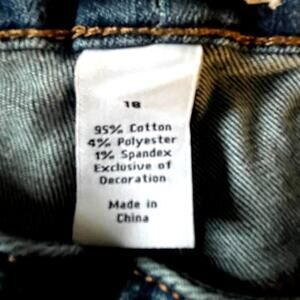 18
95% Cotton
4% Polyester
1% Spandex
Exclusive of
Decoration
Made in
China